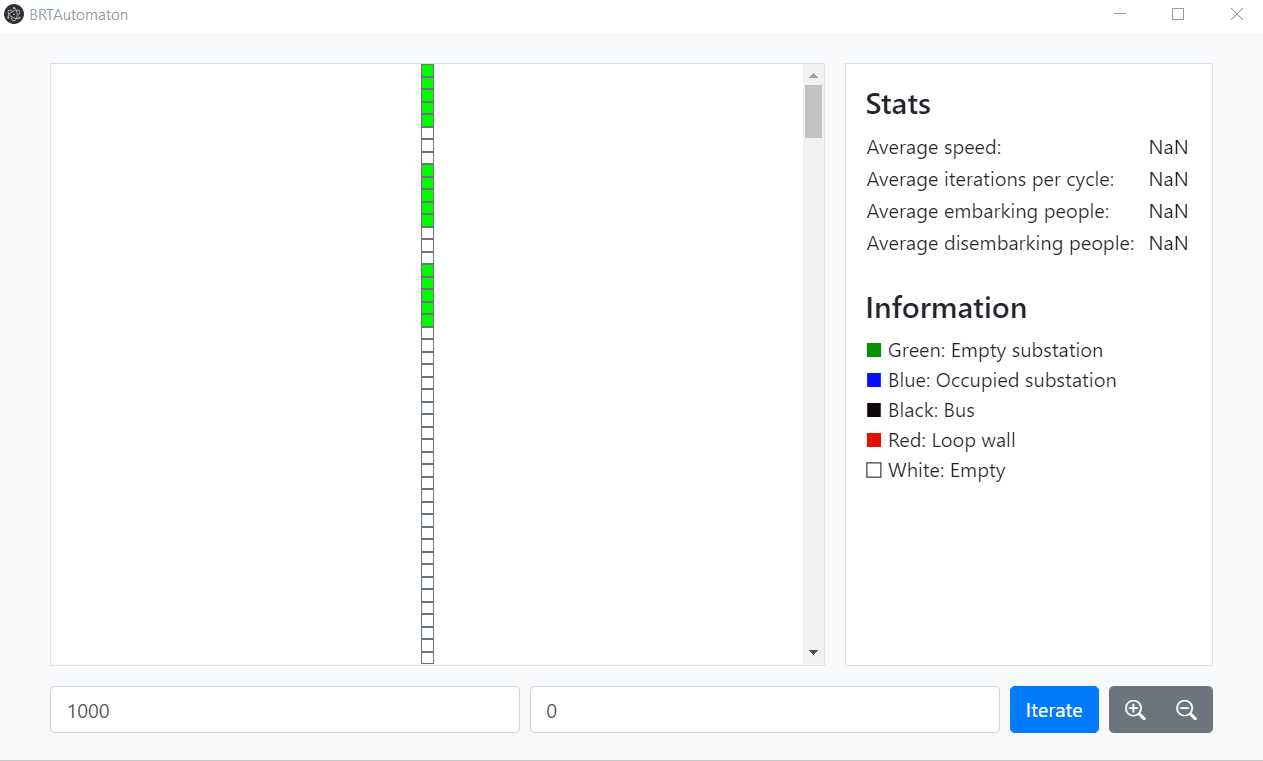 BRTAutomaton
Stats
Average speed: NaN
Average iterations per cycle: NaN
Average embarking people: NaN
Average disembarking people: NaN
Information
Green: Empty substation
Blue: Occupied substation
Black: Bus
Red: Loop wall
White: Empty
1000
0
Iterate